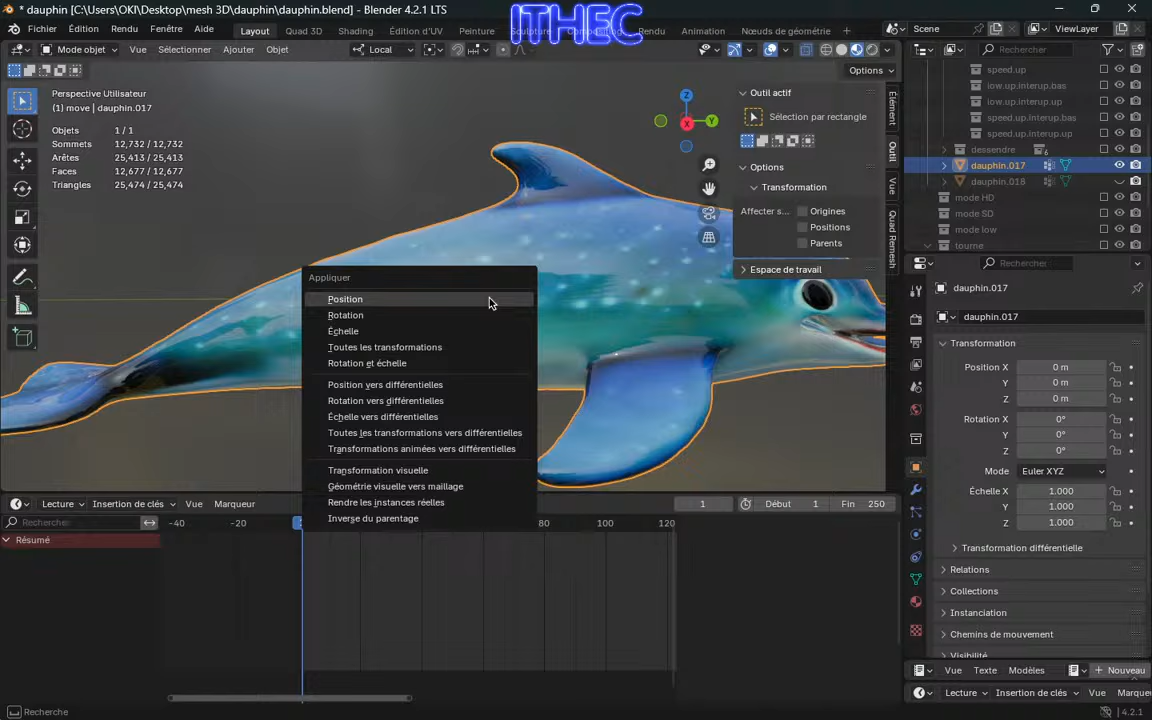 * dauphin [C:\Users\OKI\Desktop\mesh 3D\dauphin\dauphin.blend] - Blender 4.2.1 LTS
ITHEC
Fichier Édition Rendu Fenêtre Aide Layout Quad 3D Shading Édition d'UV Peinture Rendu Animation Nœuds de géométrie + Scene ViewLayer
Mode objet Vue Sélectionner Ajouter Objet Local Rechercher
Options
Perspective Utilisateur
(1) move | dauphin.017
Objets 1 / 1
Sommets 12,732 / 12,732
Arêtes 25,413 / 25,413
Faces 12,677 / 12,677
Triangles 25,474 / 25,474
Z
Y
X
Outil actif
Sélection par rectangle
Options
Transformation
Affecter s... Origines
Positions
Parents
Espace de travail
Elément
Outil
Vue
Quad Remesh
speed.up
low.up.interup.bas
low.up.interup.up
speed.up.interup.bas
speed.up.interup.up
dessendre 6
dauphin.017
dauphin.016
mode HD
mode SD
mode low
tourne
Rechercher
dauphin.017
dauphin.017
Transformation
Position X 0 m
Y 0 m
Z 0 m
Rotation X 0°
Y 0°
Z 0°
Mode Euler XYZ
Échelle X 1.000
Y 1.000
Z 1.000
Transformation différentielle
Relations
Collections
Instanciation
Chemins de mouvement
Visibilité
Appliquer
Position
Rotation
Échelle
Toutes les transformations
Rotation et échelle
Position vers différentielles
Rotation vers différentielles
Échelle vers différentielles
Toutes les transformations vers différentielles
Transformations animées vers différentielles
Transformation visuelle
Géométrie visuelle vers maillage
Rendre les instances réelles
Inverse du parentage
Lecture Insertion de clés Vue Marqueur 1 Début 1 Fin 250
Rechercher -40 -20 80 100 120
Résumé
Vue Texte Modèles + Nouveau
Lecture Insertion de clés Vue Marque
Recherche 4.2.1